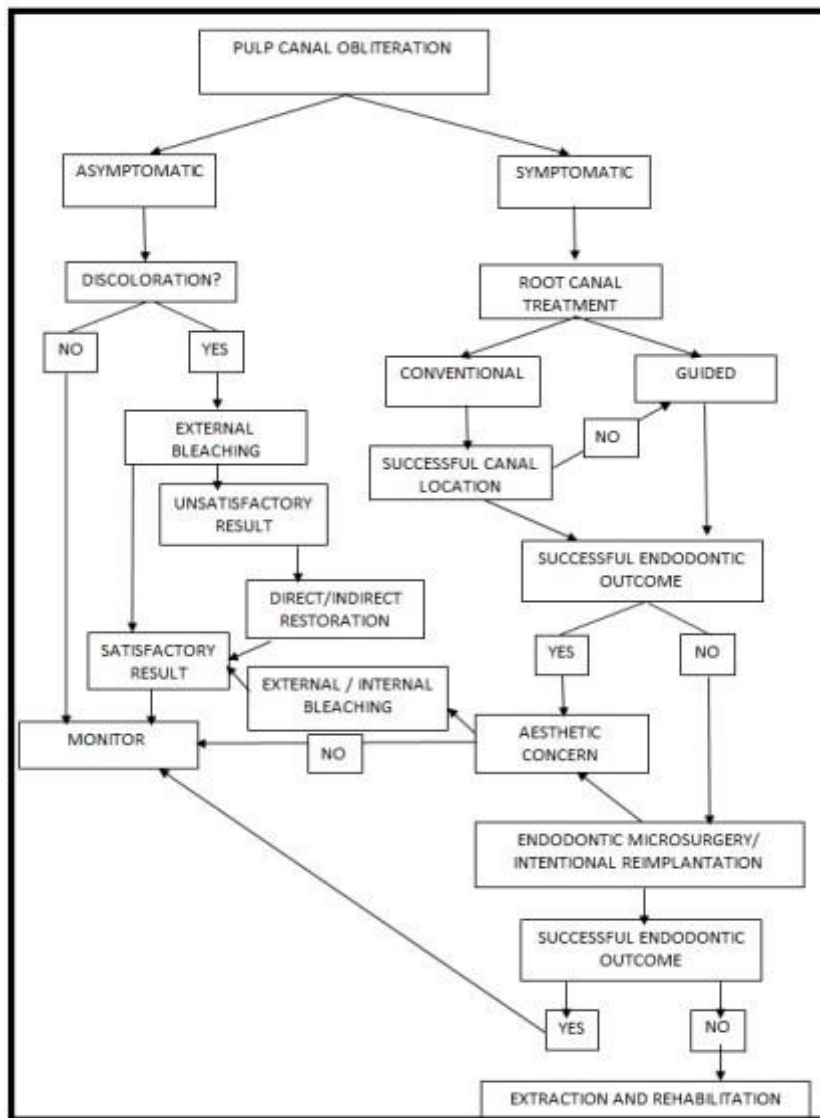 PULP CANAL OBLITERATION
ASYMPTOMATIC
SYMPTOMATIC
DISCOLORATION?
ROOT CANAL
TREATMENT
NO
YES
CONVENTIONAL
GUIDED
EXTERNAL
BLEACHING
NO
SUCCESSFUL CANAL
LOCATION
UNSATISFACTORY
RESULT
SUCCESSFUL ENDODONTIC
OUTCOME
DIRECT/INDIRECT
RESTORATION
SATISFACTORY
RESULT
YES
NO
EXTERNAL / INTERNAL
BLEACHING
MONITOR
NO
AESTHETIC
CONCERN
ENDODONTIC MICROSURGERY/
INTENTIONAL REIMPLANTATION
SUCCESSFUL ENDODONTIC
OUTCOME
YES
NO
EXTRACTION AND REHABILITATION